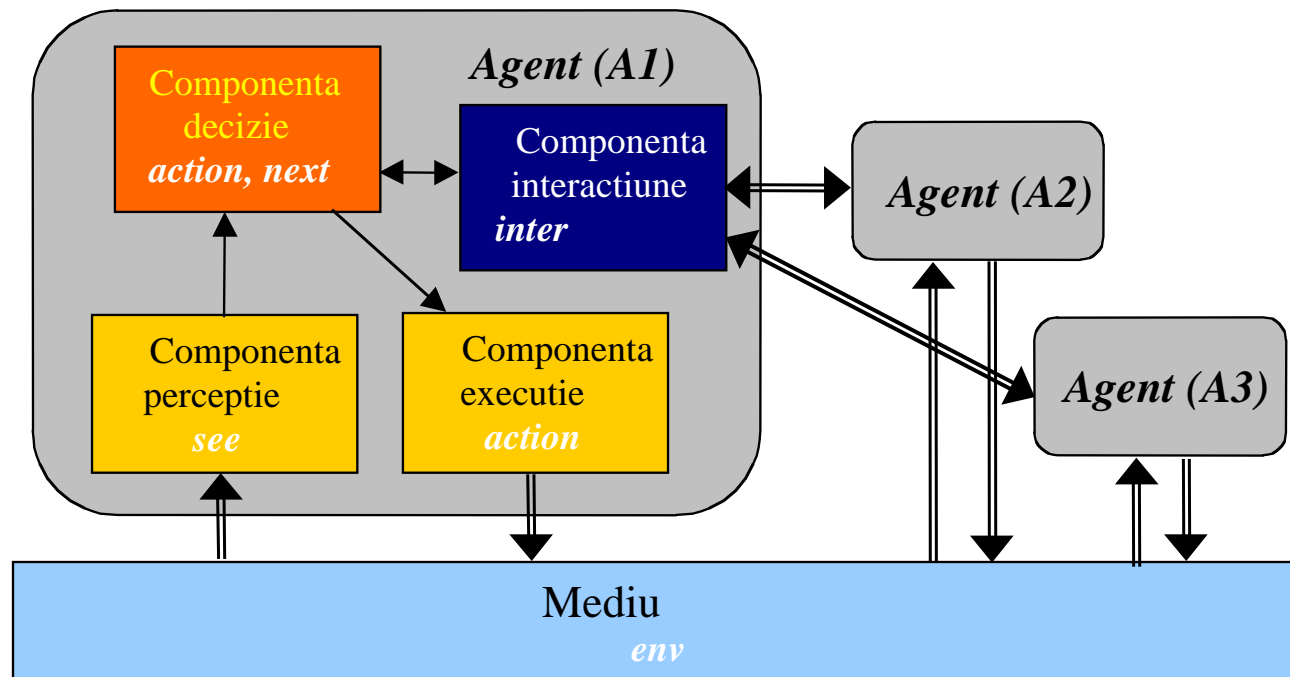 Agent (A1)
Componenta
decizie
action, next
Componenta
interactiune
inter
Agent (A2)
Componenta
perceptie
see
Componenta
executie
action
Agent (A3)
Mediu
env